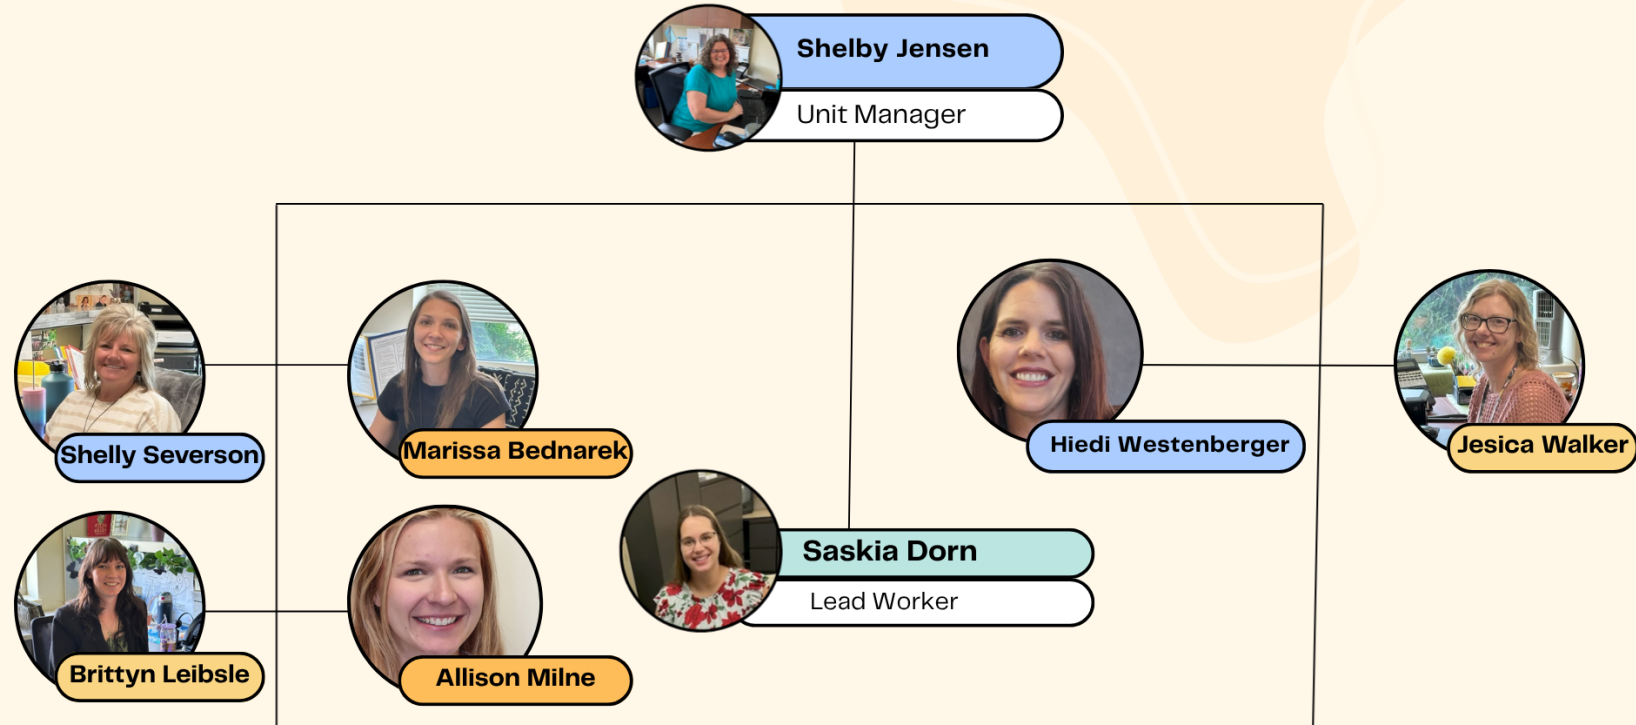 Shelby Jensen
Unit Manager
Shelly Severson
Marissa Bednarek
Hiedi Westenberger
Jesica Walker
Saskia Dorn
Lead Worker
Brittyn Leibsle
Allison Milne